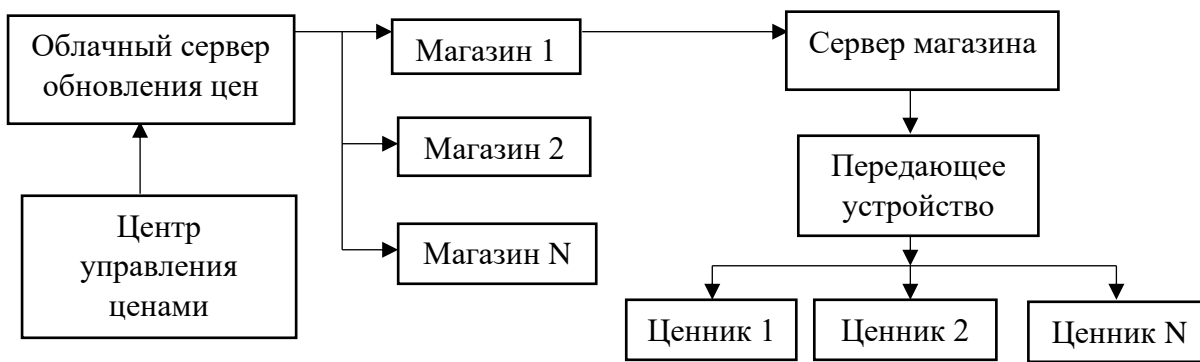 Облачный сервер
обновления цен
Магазин 1
Сервер магазина
Магазин 2
Передающее
устройство
Центр
управления
ценами
Магазин N
Ценник 1
Ценник 2
Ценник N